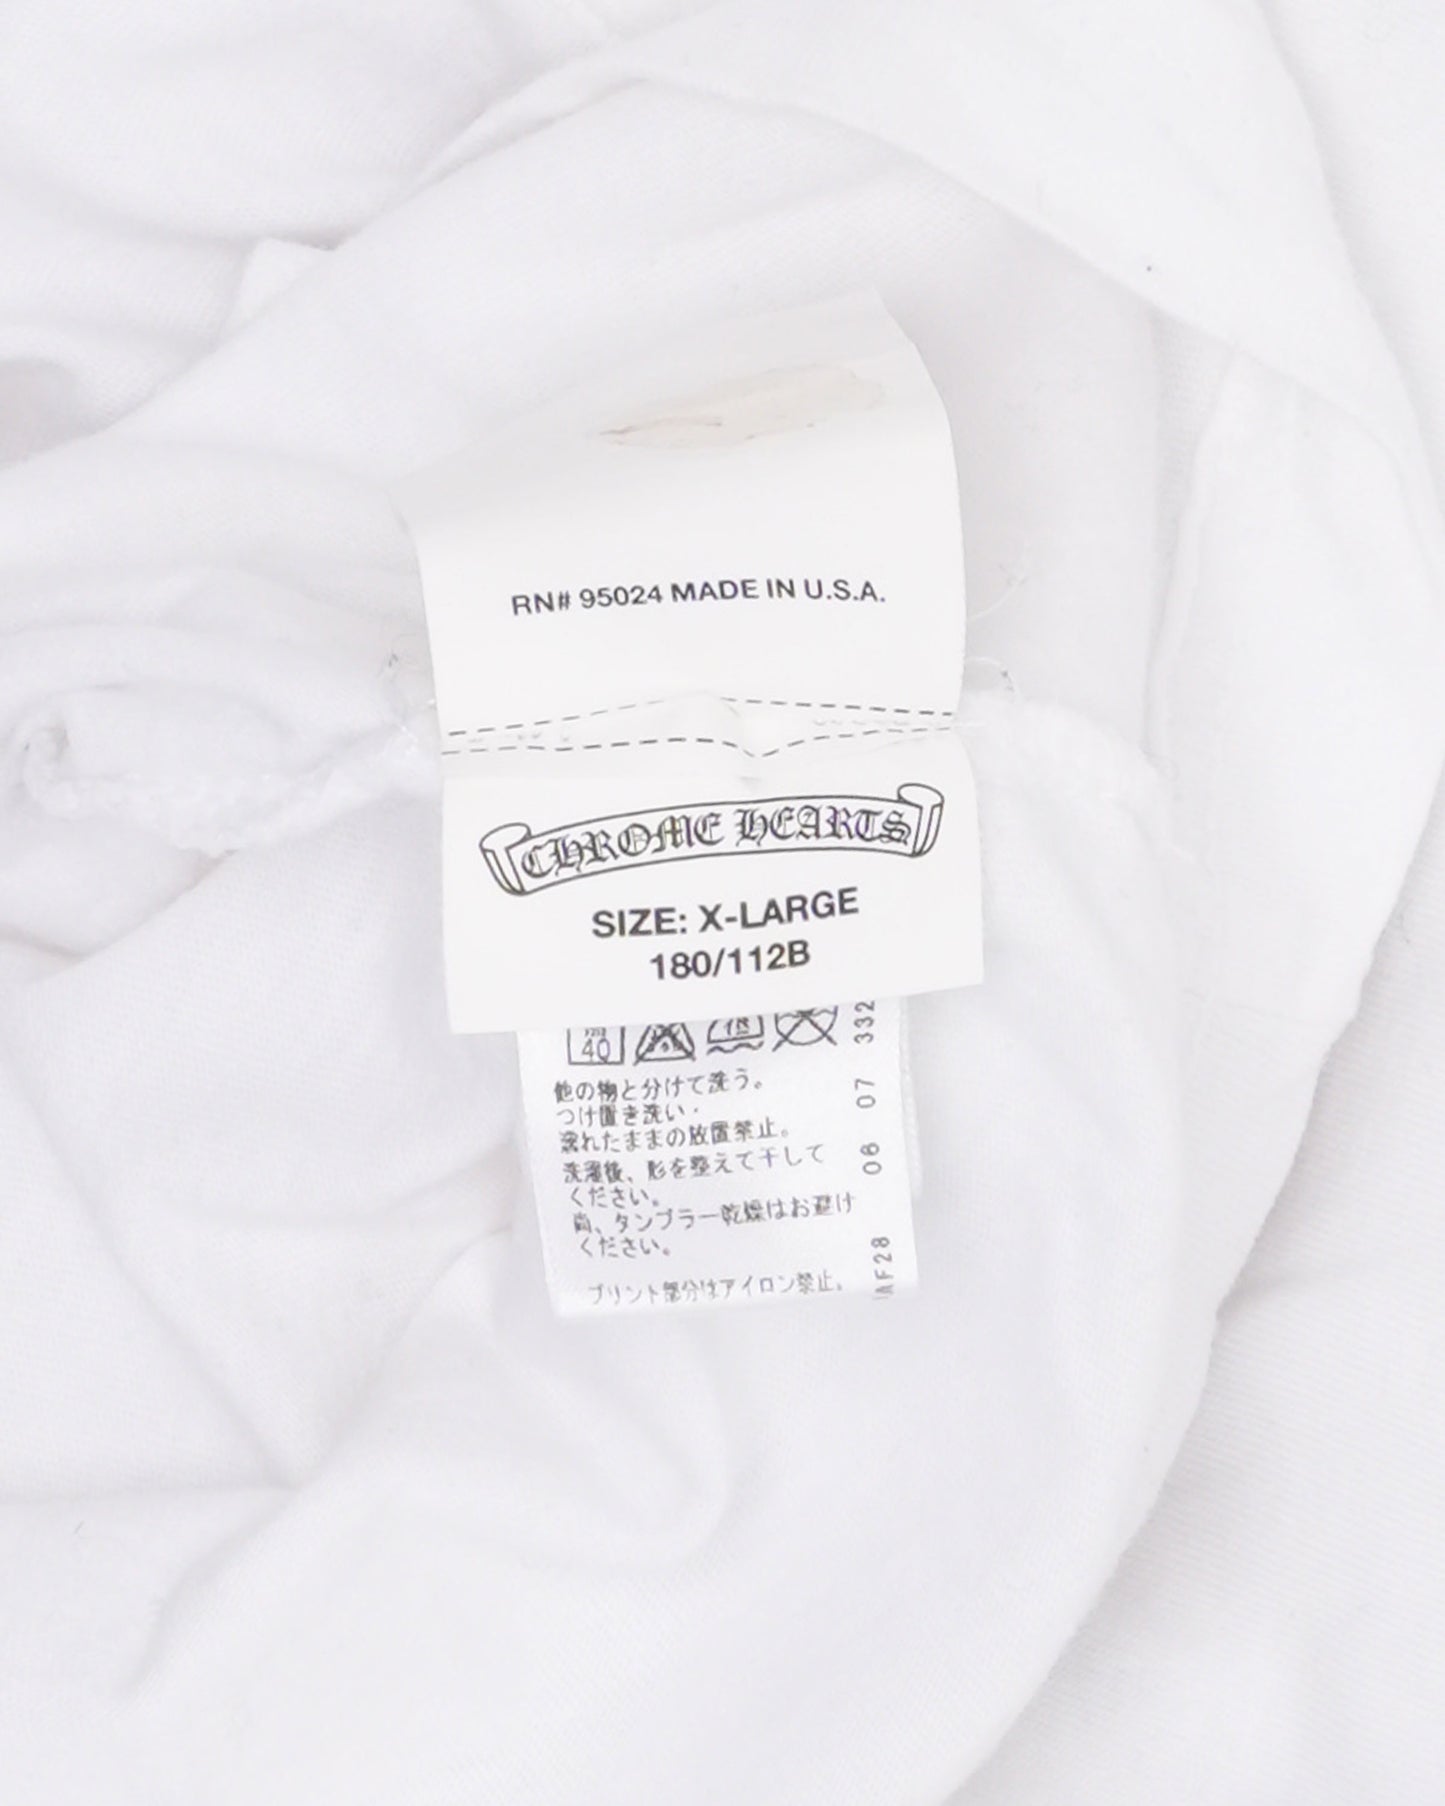 RN# 95024 MADE IN U.S.A.
CHROME HEARTS
SIZE: X-LARGE
180/112B
40
他の物と分けて洗う。
つけ置き洗い・
濡れたままの放置禁止。
洗濯後、形を整えて干して
ください。
尚、タンブラー乾燥はお避け
ください。
プリント部分はアイロン禁止。
AF28 06 07 332